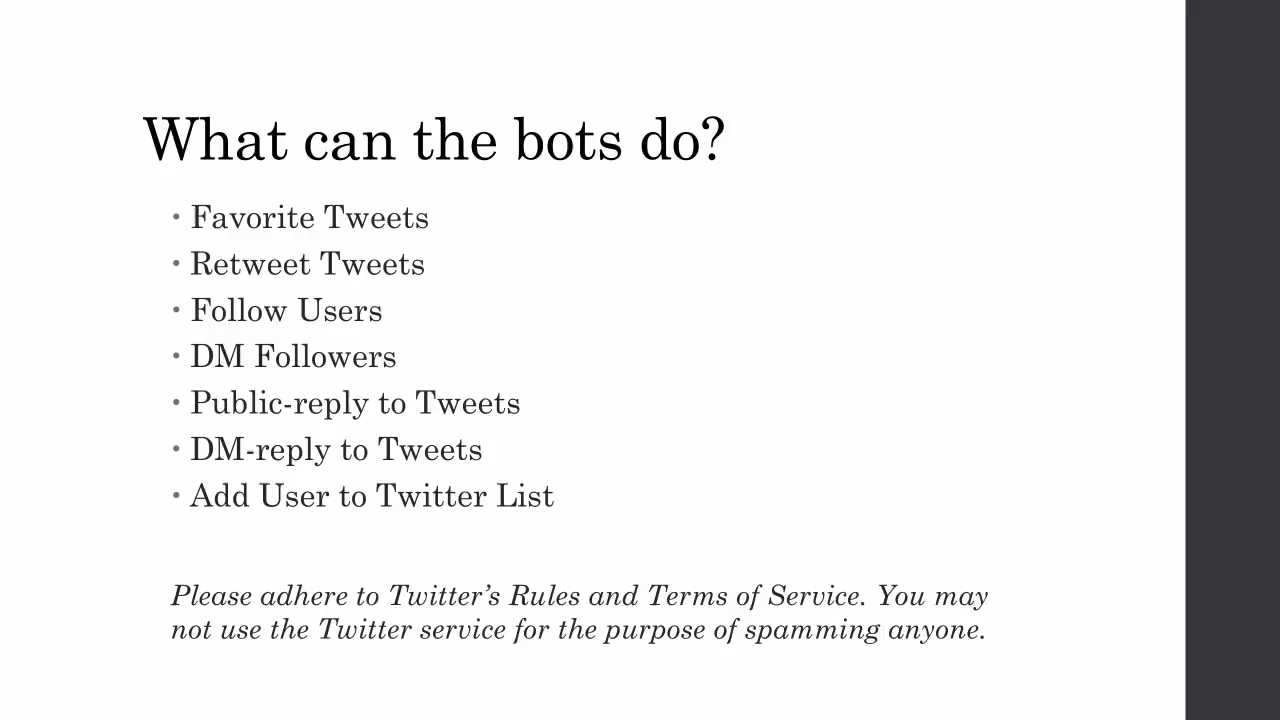 What can the bots do?
• Favorite Tweets
• Retweet Tweets
• Follow Users
• DM Followers
• Public-reply to Tweets
• DM-reply to Tweets
• Add User to Twitter List
Please adhere to Twitter’s Rules and Terms of Service. You may
not use the Twitter service for the purpose of spamming anyone.